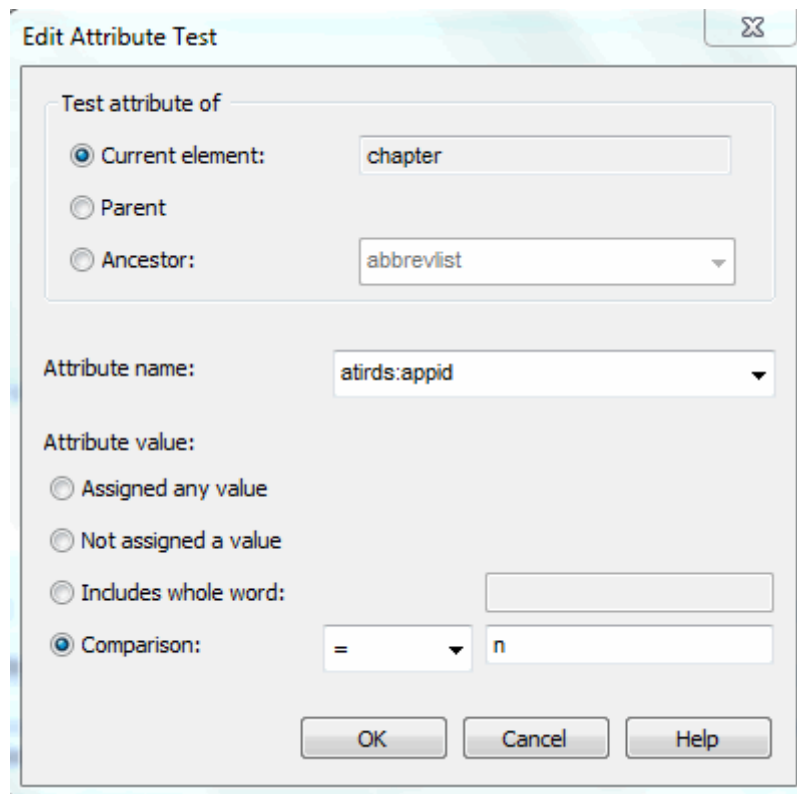 Edit Attribute Test
Test attribute of
Current element: chapter
Parent
Ancestor: abbrevlist
Attribute name: atirds:appid
Attribute value:
Assigned any value
Not assigned a value
Includes whole word:
Comparison: = n
OK Cancel Help